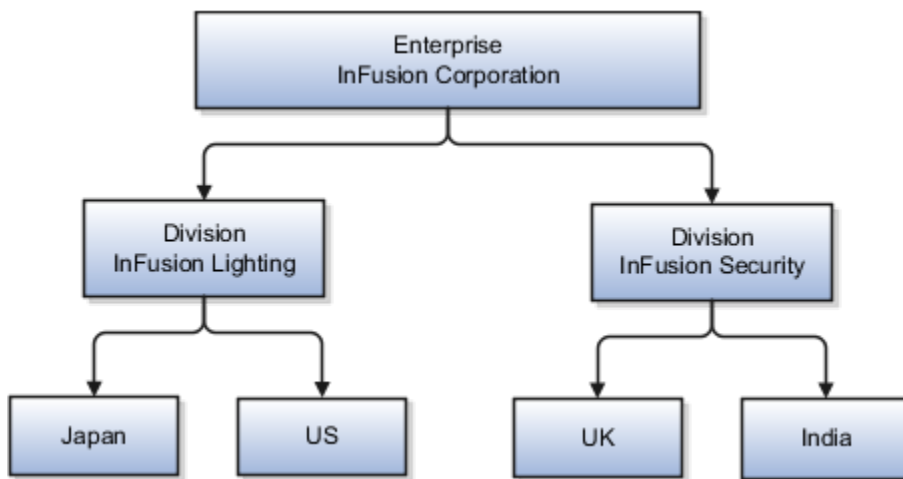 Enterprise
InFusion Corporation
Division
InFusion Lighting
Division
InFusion Security
Japan
US
UK
India